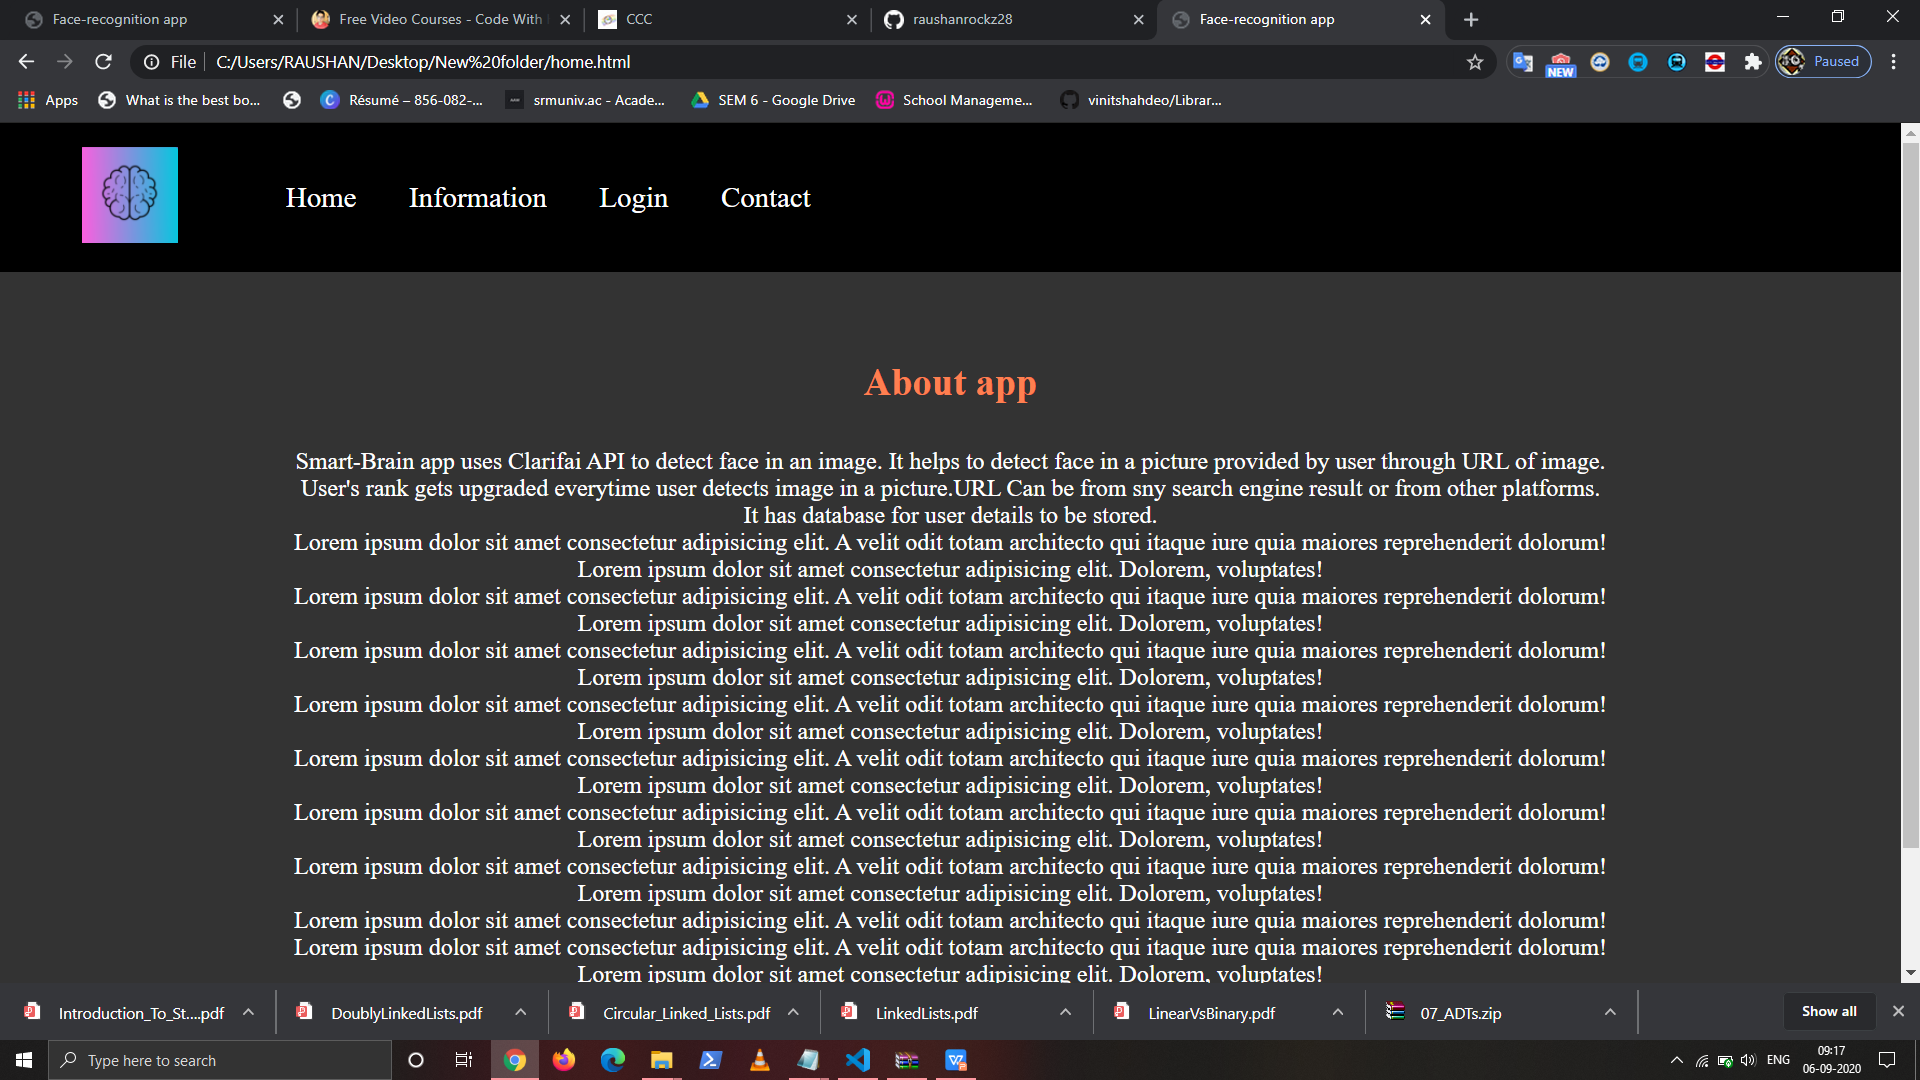 Face-recognition app
Free Video Courses - Code With
CCC
raushanrockz28
Face-recognition app
File C:/Users/RAUSHAN/Desktop/New%20folder/home.html
NEW
Paused
Apps
What is the best bo...
Résumé – 856-082-...
srmuniv.ac - Acade...
SEM 6 - Google Drive
School Manageme...
vinitshahdeo/Librar...
Home Information Login Contact
About app
Smart-Brain app uses Clarifai API to detect face in an image. It helps to detect face in a picture provided by user through URL of image.
User's rank gets upgraded everytime user detects image in a picture.URL Can be from sny search engine result or from other platforms.
It has database for user details to be stored.
Lorem ipsum dolor sit amet consectetur adipisicing elit. A velit odit totam architecto qui itaque iure quia maiores reprehenderit dolorum!
Lorem ipsum dolor sit amet consectetur adipisicing elit. Dolorem, voluptates!
Lorem ipsum dolor sit amet consectetur adipisicing elit. A velit odit totam architecto qui itaque iure quia maiores reprehenderit dolorum!
Lorem ipsum dolor sit amet consectetur adipisicing elit. Dolorem, voluptates!
Lorem ipsum dolor sit amet consectetur adipisicing elit. A velit odit totam architecto qui itaque iure quia maiores reprehenderit dolorum!
Lorem ipsum dolor sit amet consectetur adipisicing elit. Dolorem, voluptates!
Lorem ipsum dolor sit amet consectetur adipisicing elit. A velit odit totam architecto qui itaque iure quia maiores reprehenderit dolorum!
Lorem ipsum dolor sit amet consectetur adipisicing elit. Dolorem, voluptates!
Lorem ipsum dolor sit amet consectetur adipisicing elit. A velit odit totam architecto qui itaque iure quia maiores reprehenderit dolorum!
Lorem ipsum dolor sit amet consectetur adipisicing elit. Dolorem, voluptates!
Lorem ipsum dolor sit amet consectetur adipisicing elit. A velit odit totam architecto qui itaque iure quia maiores reprehenderit dolorum!
Lorem ipsum dolor sit amet consectetur adipisicing elit. Dolorem, voluptates!
Lorem ipsum dolor sit amet consectetur adipisicing elit. A velit odit totam architecto qui itaque iure quia maiores reprehenderit dolorum!
Lorem ipsum dolor sit amet consectetur adipisicing elit. Dolorem, voluptates!
Lorem ipsum dolor sit amet consectetur adipisicing elit. A velit odit totam architecto qui itaque iure quia maiores reprehenderit dolorum!
Lorem ipsum dolor sit amet consectetur adipisicing elit. A velit odit totam architecto qui itaque iure quia maiores reprehenderit dolorum!
Lorem ipsum dolor sit amet consectetur adipisicing elit. Dolorem, voluptates!
Introduction_To_St....pdf
DoublyLinkedLists.pdf
Circular_Linked_Lists.pdf
LinkedLists.pdf
LinearVsBinary.pdf
07_ADTs.zip
Show all
Type here to search
ENG
09:17
06-09-2020